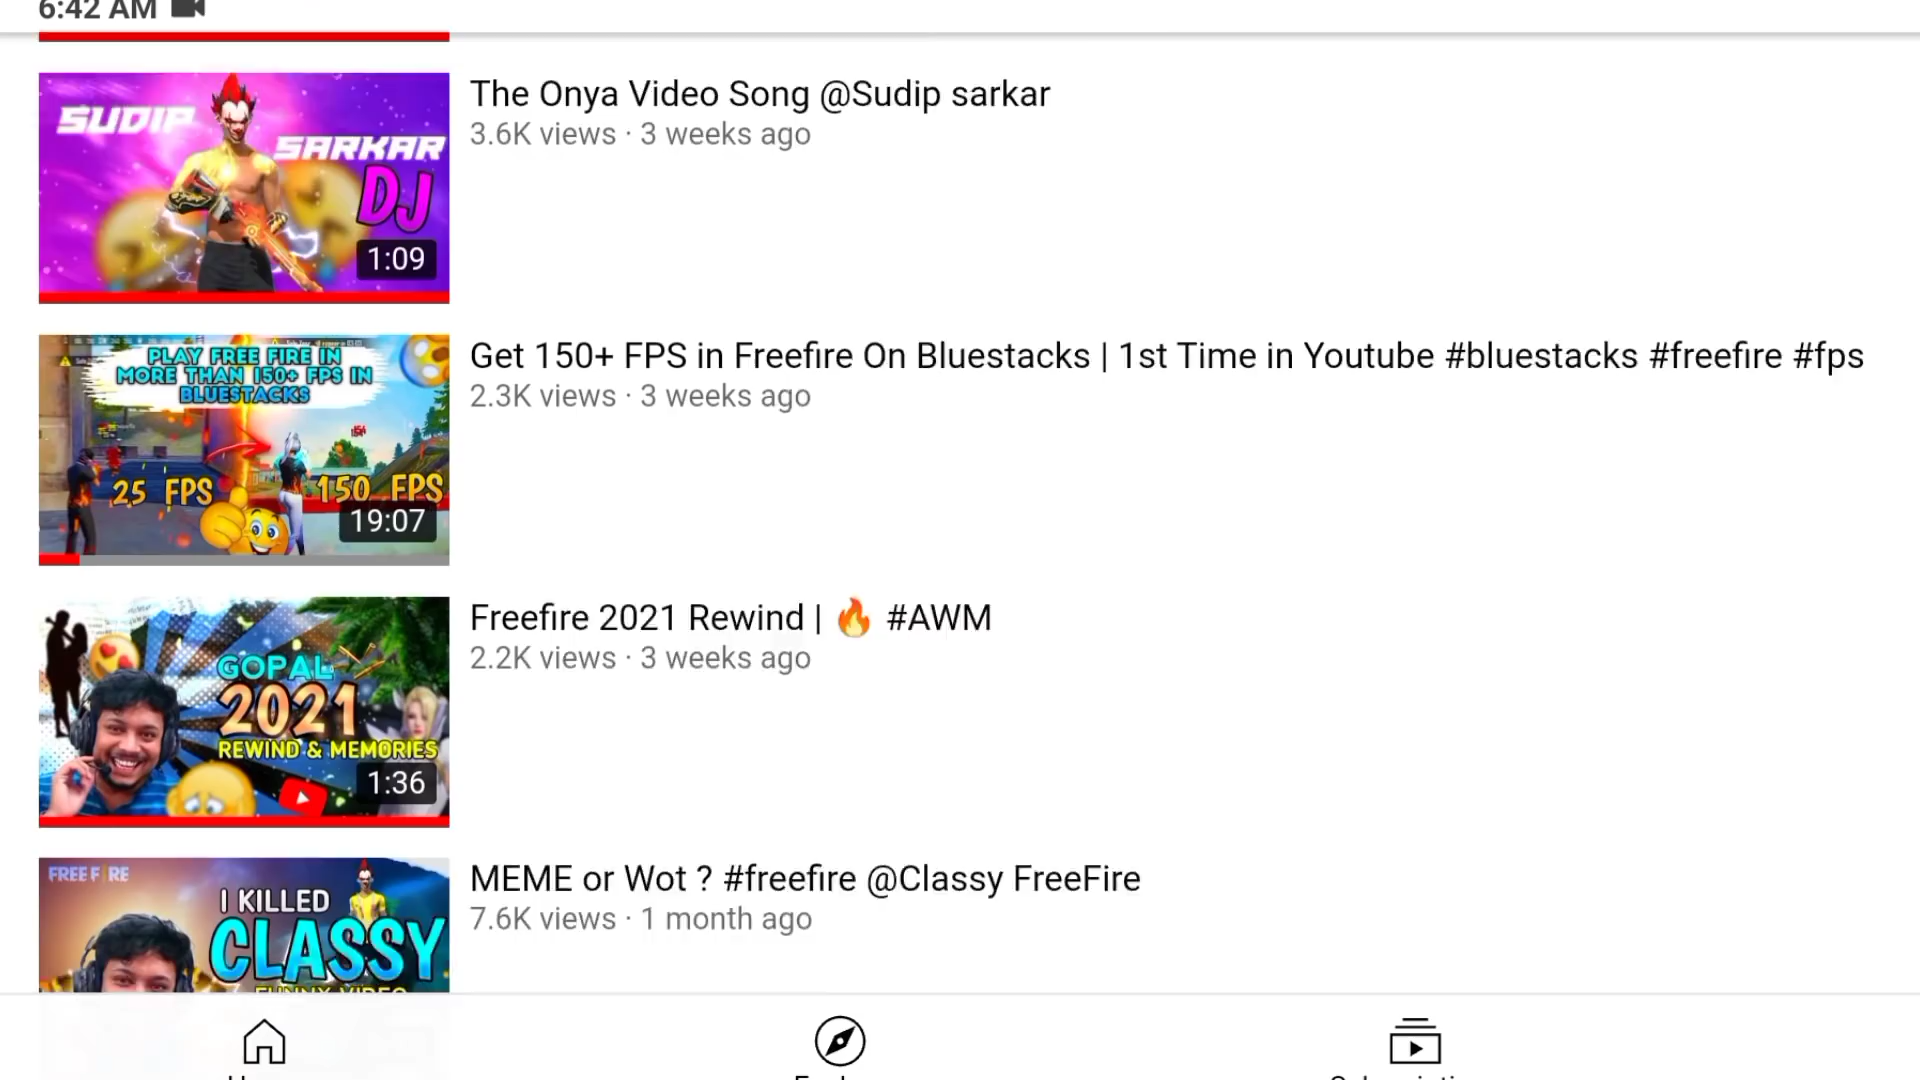 6:42 AM
SUDIP
SARKAR
DJ
1:09
The Onya Video Song @Sudip sarkar
3.6K views · 3 weeks ago
PLAY FREE FIRE IN
MORE THAN 150+ FPS IN
BLUESTACKS
25 FPS
150 FPS
19:07
Get 150+ FPS in Freefire On Bluestacks | 1st Time in Youtube #bluestacks #freefire #fps
2.3K views · 3 weeks ago
GOPAL
2021
REWIND & MEMORIES
1:36
Freefire 2021 Rewind | 🔥 #AWM
2.2K views · 3 weeks ago
FREE FIRE
I KILLED
CLASSY
FUNNY VIDEO
MEME or Wot ? #freefire @Classy FreeFire
7.6K views · 1 month ago